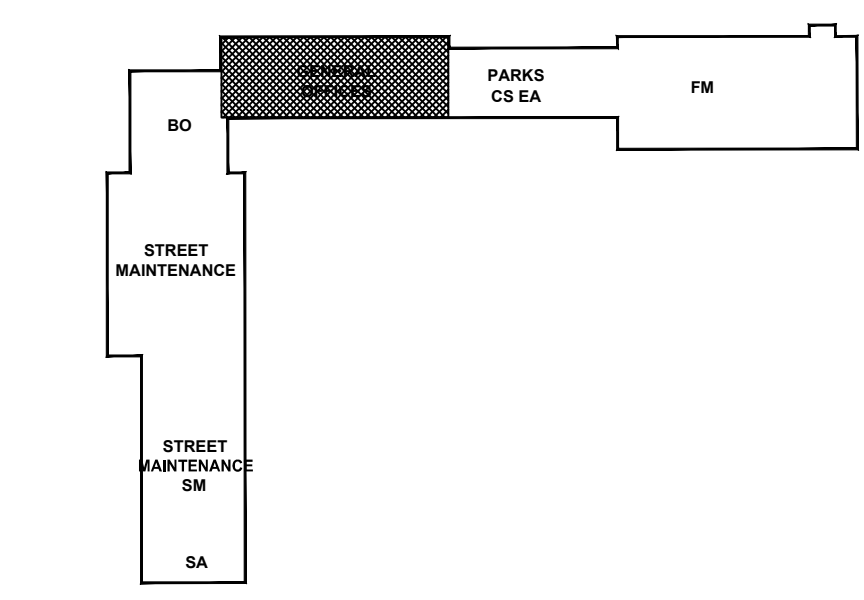 GENERAL
OFFICES
PARKS
CS EA
FM
BO
STREET
MAINTENANCE
STREET
MAINTENANCE
SM
SA